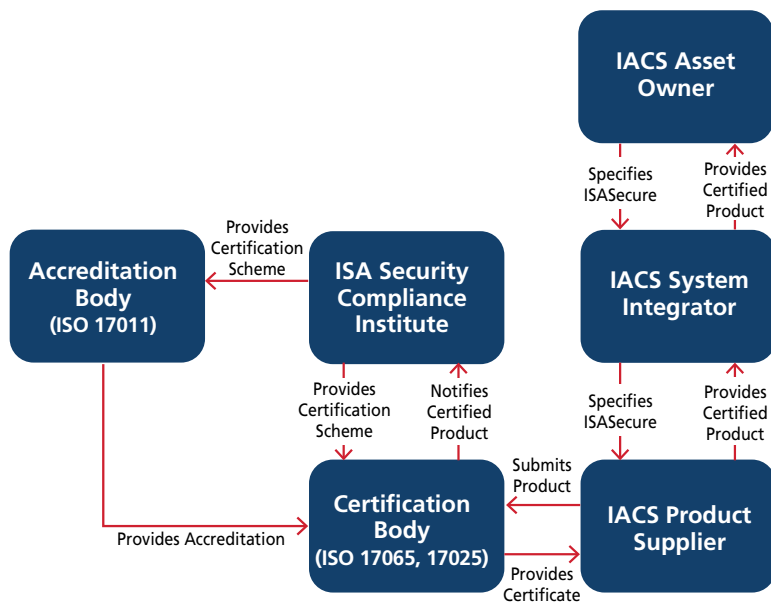 IACS Asset
Owner
Specifies
ISASecure
Provides
Certified
Product
Provides
Certification
Scheme
Accreditation
Body
(ISO 17011)
ISA Security
Compliance
Institute
IACS System
Integrator
Provides
Certification
Scheme
Notifies
Certified
Product
Specifies
ISASecure
Provides
Certified
Product
Submits
Product
Certification
Body
(ISO 17065, 17025)
IACS Product
Supplier
Provides Accreditation
Provides
Certificate